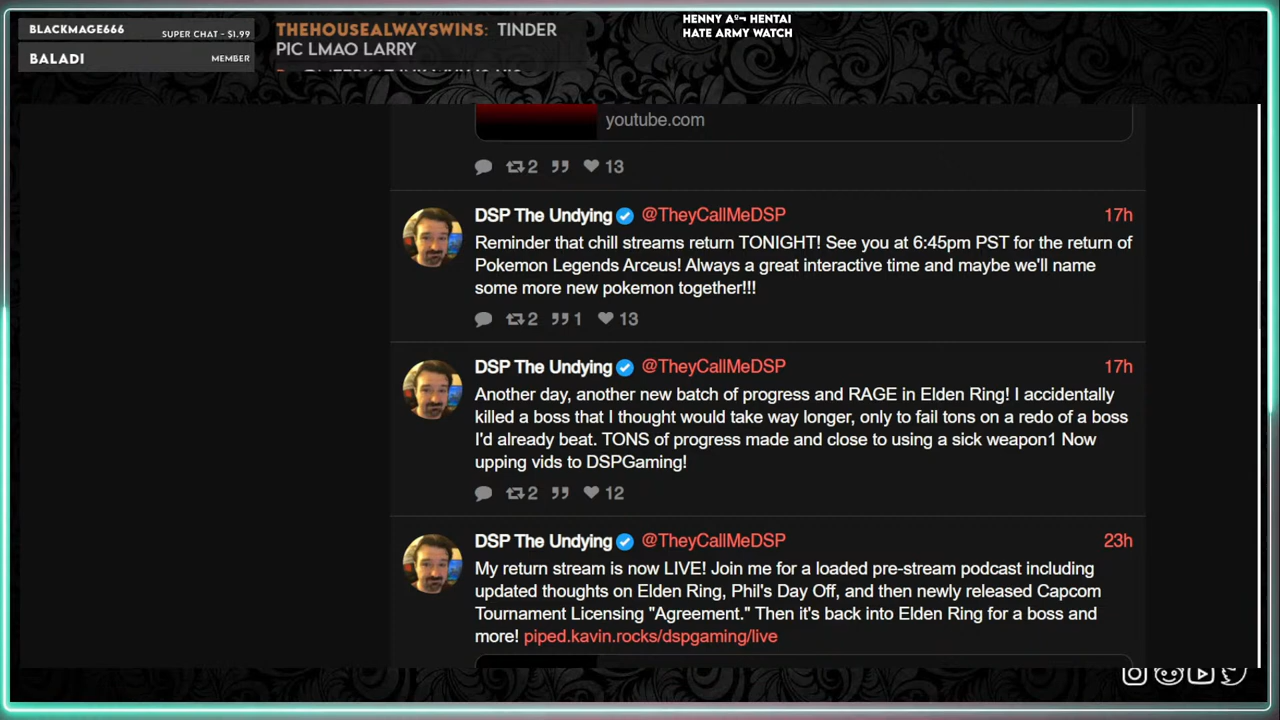 BLACKMAGE666
SUPER CHAT - $1.99
BALADI
MEMBER
THEHOUSEALWAYSWINS: TINDER
PIC LMAO LARRY
HENNY Aº¬ HENTAI
HATE ARMY WATCH
youtube.com
2 13
DSP The Undying @TheyCallMeDSP 17h
Reminder that chill streams return TONIGHT! See you at 6:45pm PST for the return of
Pokemon Legends Arceus! Always a great interactive time and maybe we'll name
some more new pokemon together!!!
2 1 13
DSP The Undying @TheyCallMeDSP 17h
Another day, another new batch of progress and RAGE in Elden Ring! I accidentally
killed a boss that I thought would take way longer, only to fail tons on a redo of a boss
I'd already beat. TONS of progress made and close to using a sick weapon1 Now
upping vids to DSPGaming!
2 12
DSP The Undying @TheyCallMeDSP 23h
My return stream is now LIVE! Join me for a loaded pre-stream podcast including
updated thoughts on Elden Ring, Phil's Day Off, and then newly released Capcom
Tournament Licensing "Agreement." Then it's back into Elden Ring for a boss and
more! piped.kavin.rocks/dspgaming/live